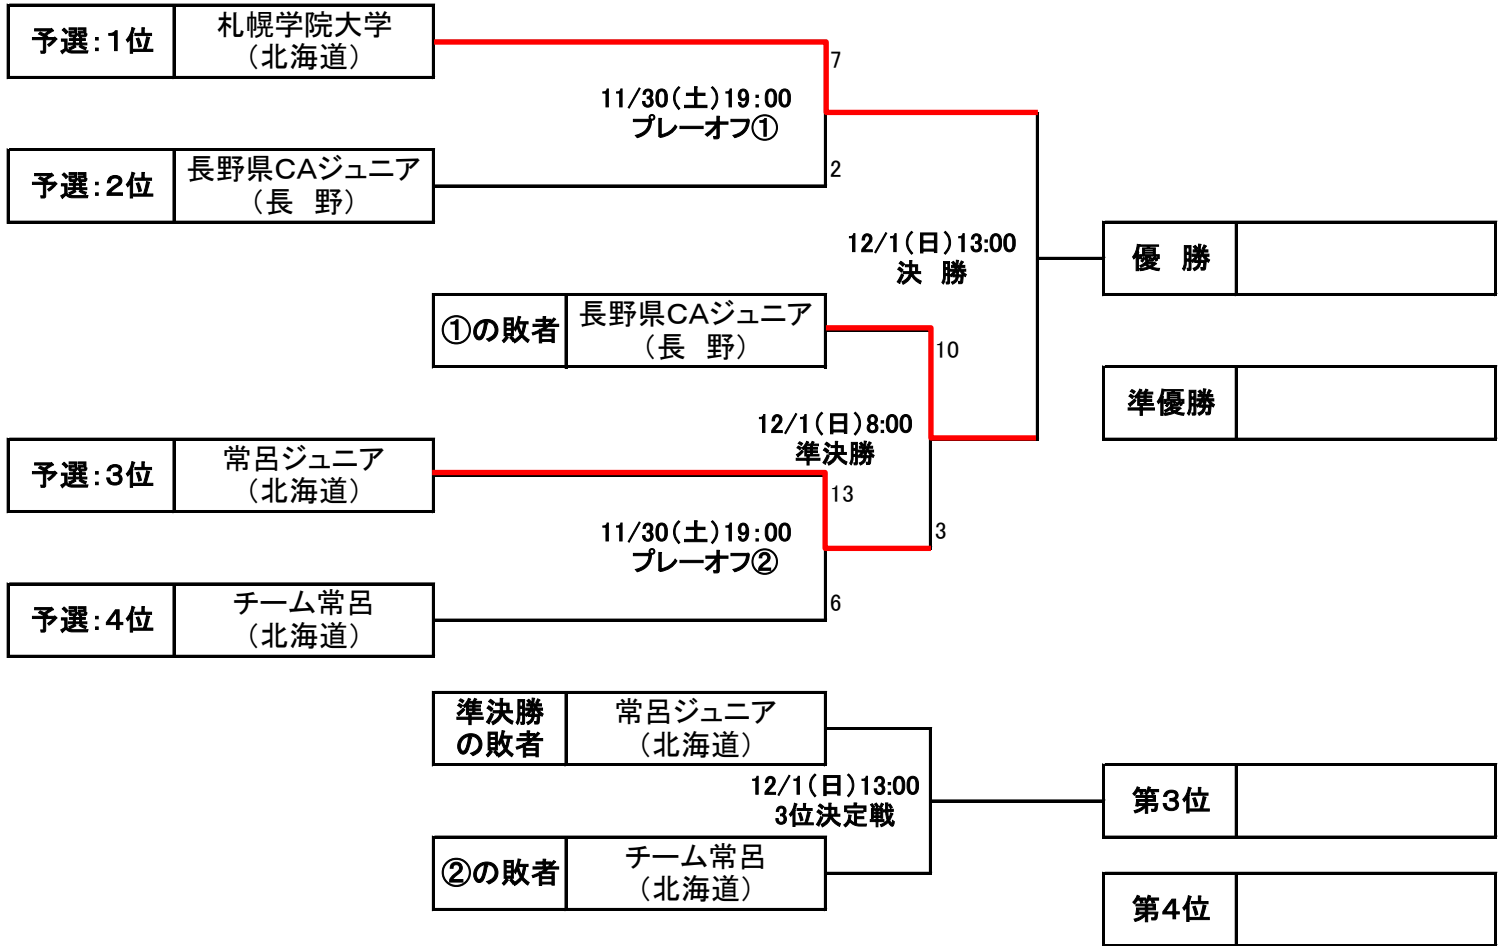 予選:1位
札幌学院大学
(北海道)
7
11/30(土)19:00
プレーオフ①
予選:2位
長野県CAジュニア
(長 野)
2
12/1(日)13:00
決 勝
優 勝
①の敗者
長野県CAジュニア
(長 野)
10
準優勝
12/1(日)8:00
準決勝
予選:3位
常呂ジュニア
(北海道)
13
11/30(土)19:00
プレーオフ②
3
予選:4位
チーム常呂
(北海道)
6
準決勝
の敗者
常呂ジュニア
(北海道)
12/1(日)13:00
3位決定戦
第3位
②の敗者
チーム常呂
(北海道)
第4位